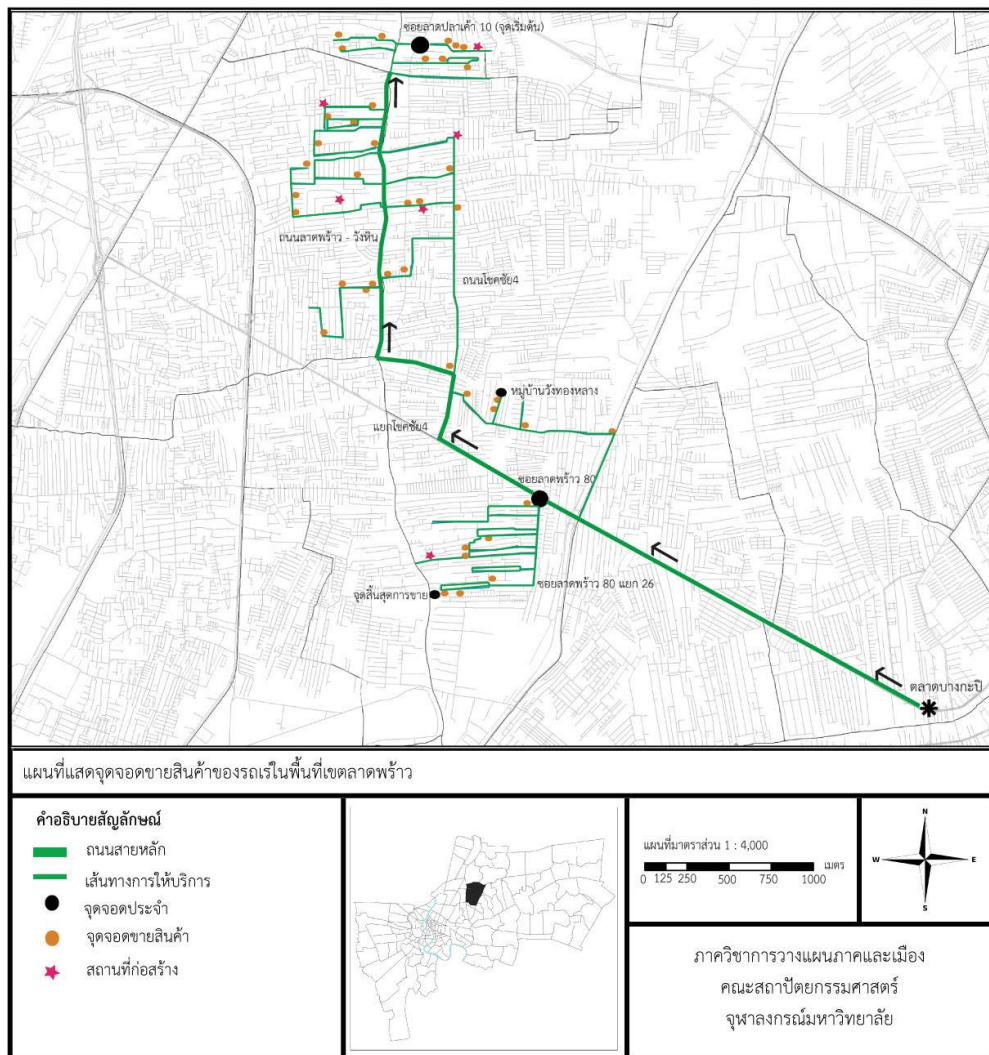 ซอยลาดปลาเค้า 10 (จุดเริ่มต้น)
ถนนลาดพร้าว - วังหิน
ถนนโชคชัย4
หมู่บ้านวังทองหลาง
แยกโชคชัย4
ซอยลาดพร้าว 80
ซอยลาดพร้าว 80 แยก 26
จุดสิ้นสุดการขาย
ตลาดบางกะปิ
แผนที่แสดจุดจอดขายสินค้าของรถเร่ในพื้นที่เขตลาดพร้าว
คำอธิบายสัญลักษณ์
ถนนสายหลัก
เส้นทางการให้บริการ
จุดจอดประจำ
จุดจอดขายสินค้า
สถานที่ก่อสร้าง
แผนที่มาตราส่วน 1 : 4,000
เมตร
0 125 250 500 750 1000
N
W E
S
ภาควิชาการวางแผนภาคและเมือง
คณะสถาปัตยกรรมศาสตร์
จุฬาลงกรณ์มหาวิทยาลัย